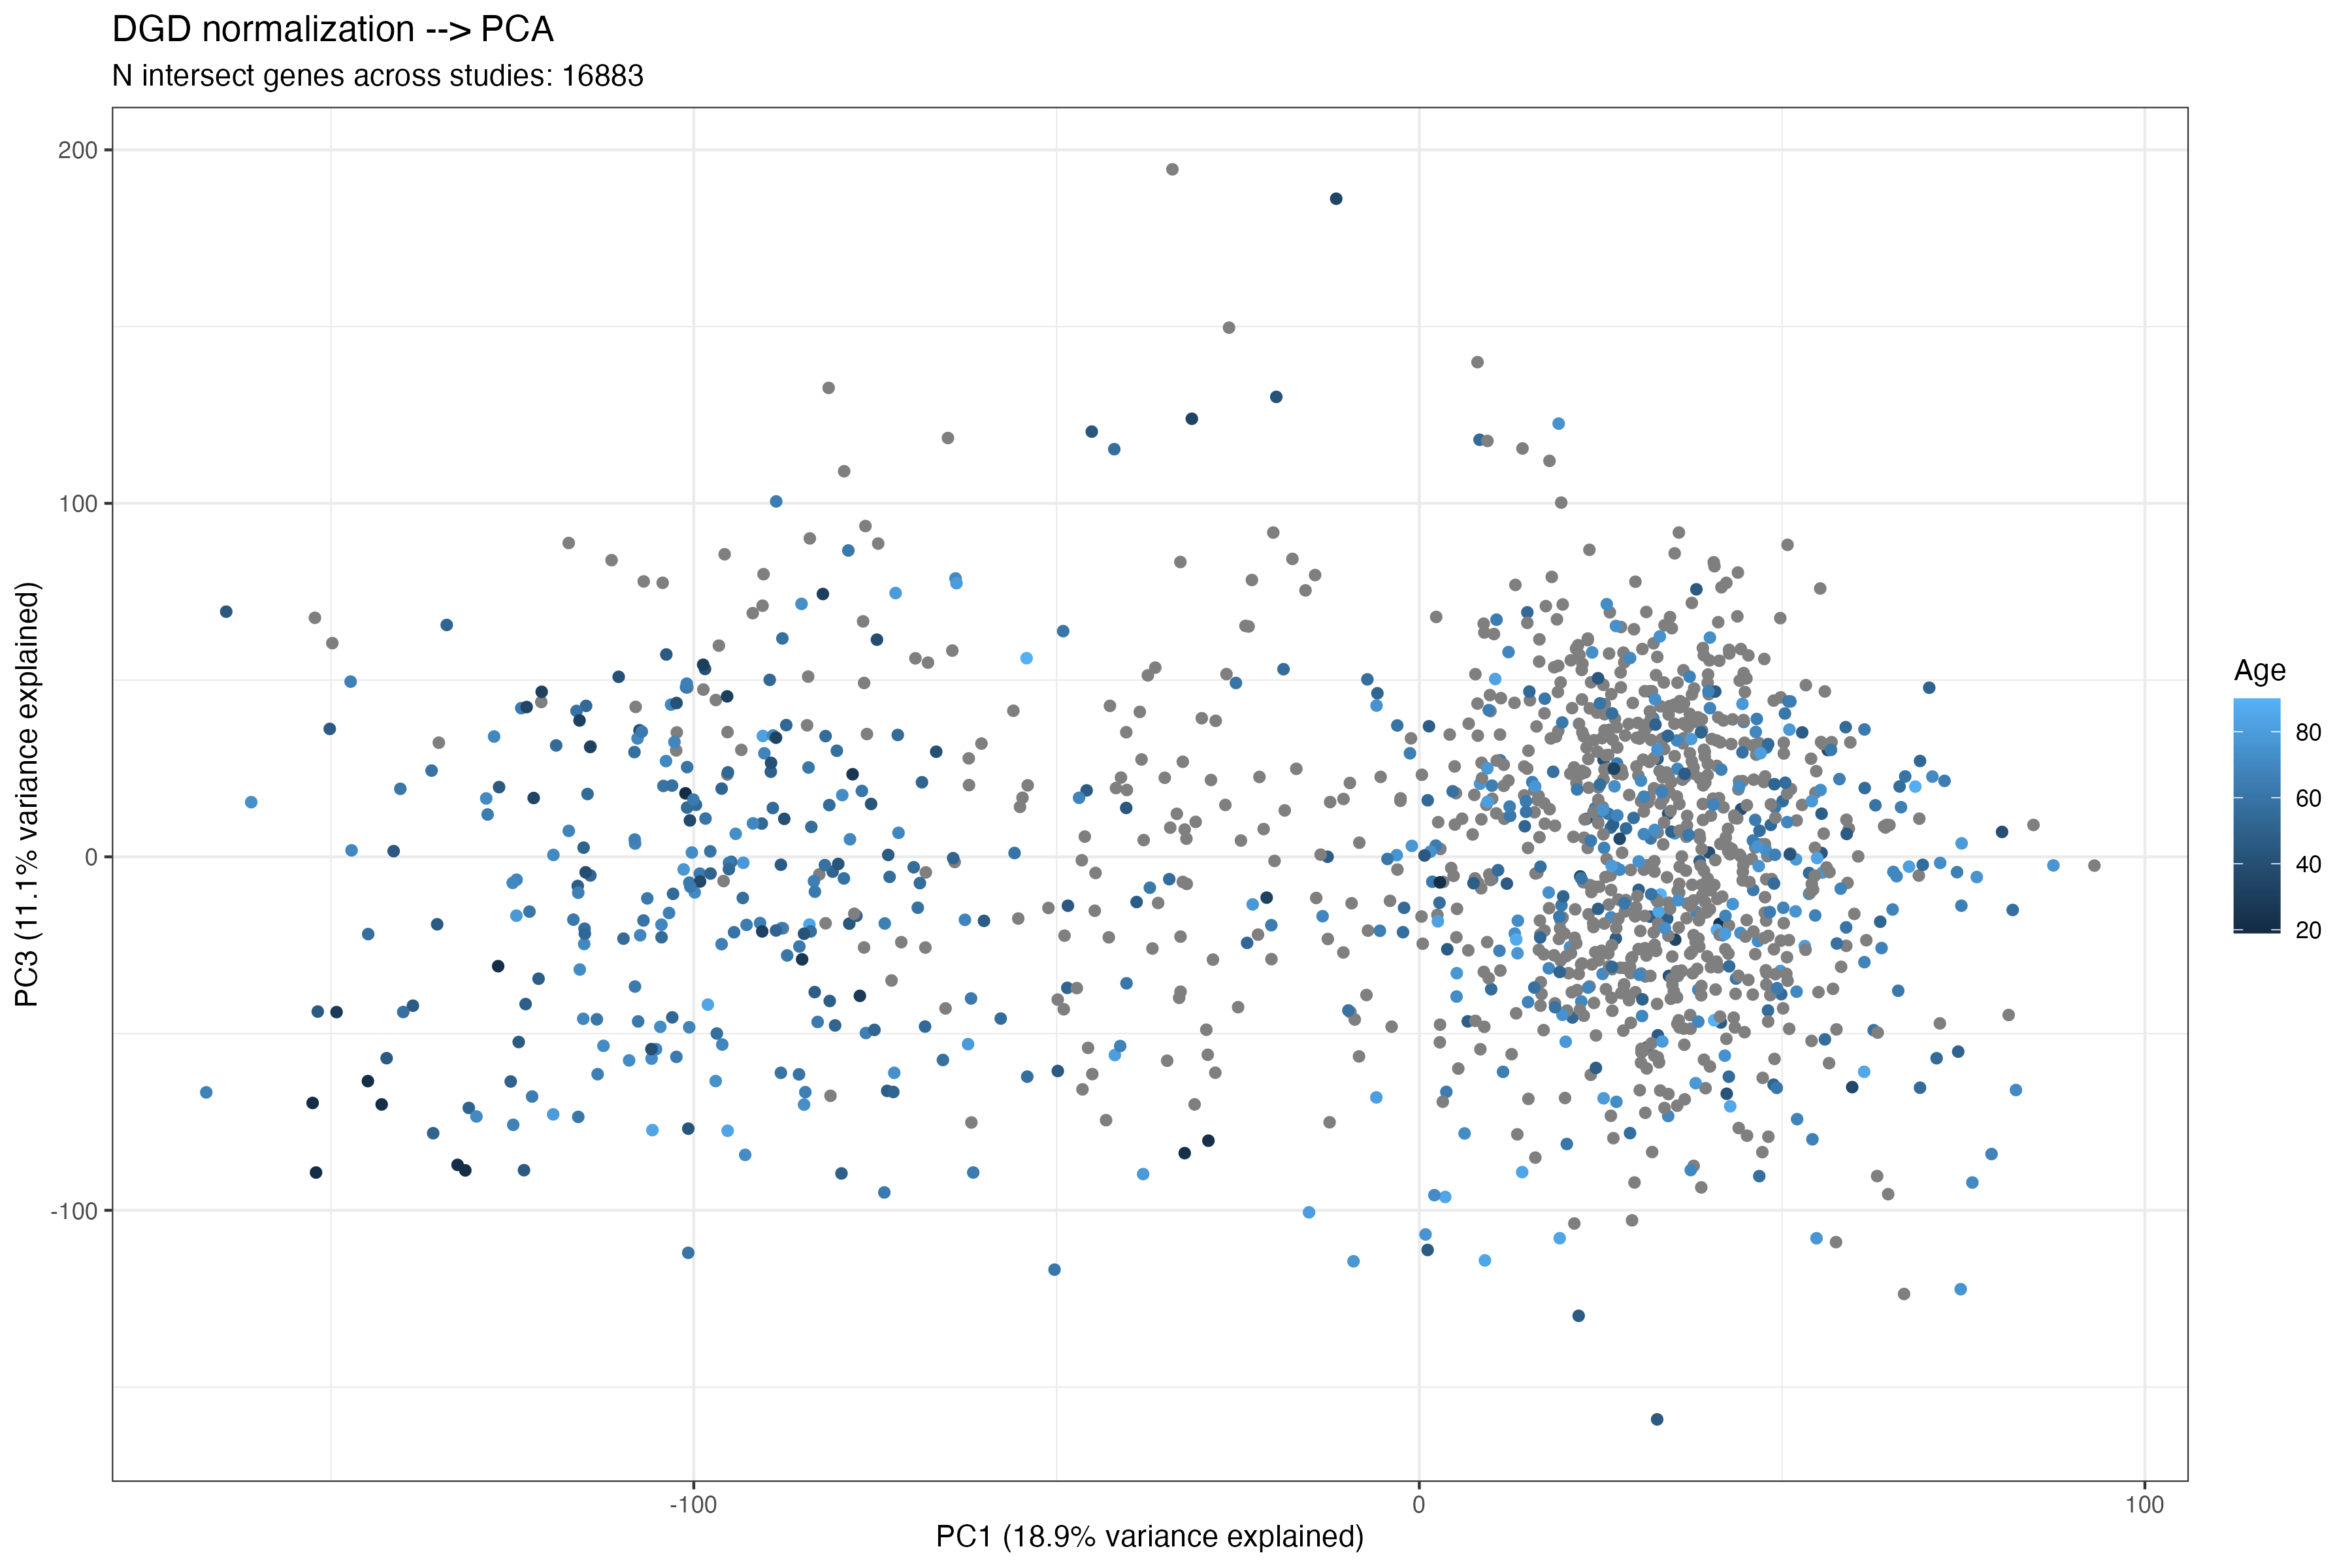 DGD normalization --> PCA
N intersect genes across studies: 16883
PC3 (11.1% variance explained)
200
100
0
-100
-100
0
100
PC1 (18.9% variance explained)
Age
80
60
40
20